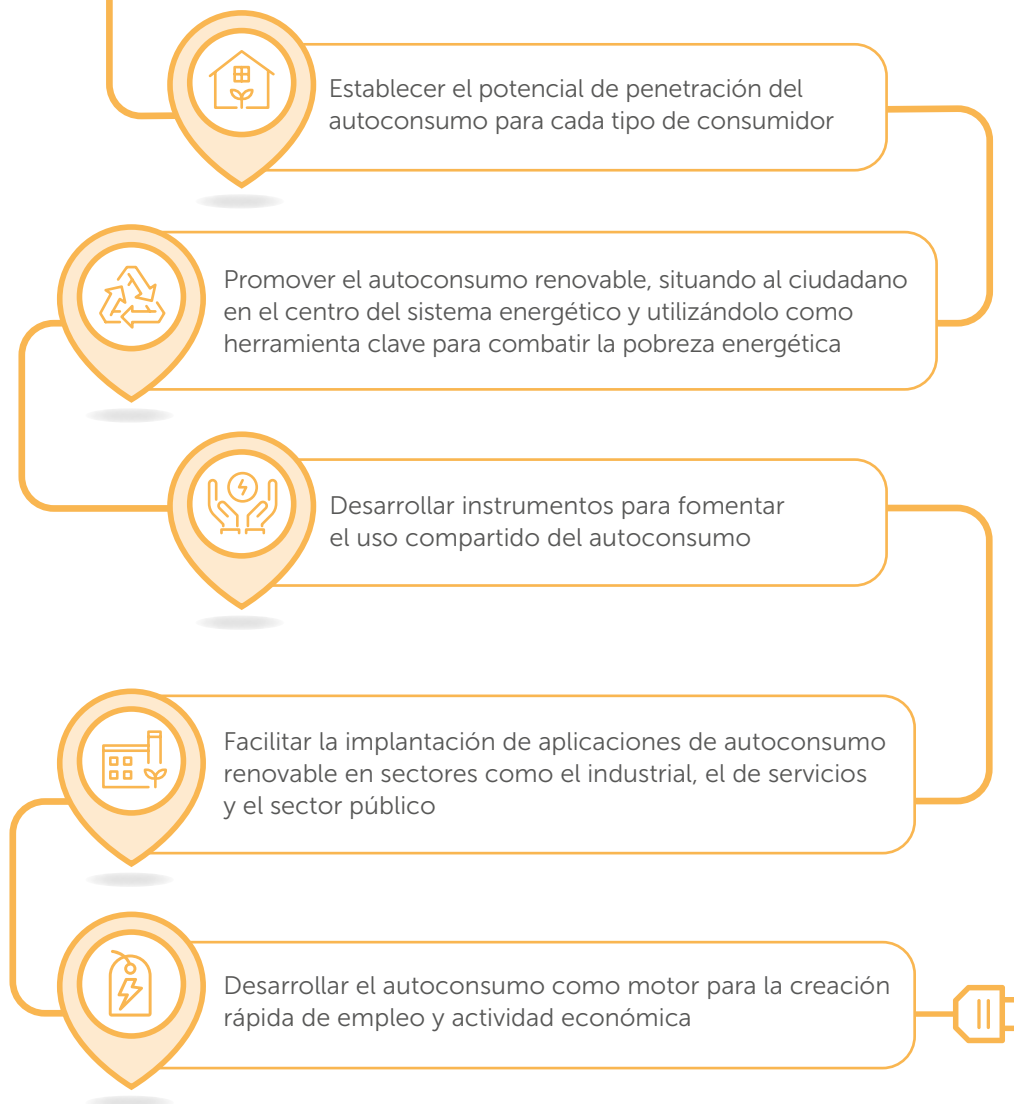 Establecer el potencial de penetración del
autoconsumo para cada tipo de consumidor
Promover el autoconsumo renovable, situando al ciudadano
en el centro del sistema energético y utilizándolo como
herramienta clave para combatir la pobreza energética
Desarrollar instrumentos para fomentar
el uso compartido del autoconsumo
Facilitar la implantación de aplicaciones de autoconsumo
renovable en sectores como el industrial, el de servicios
y el sector público
Desarrollar el autoconsumo como motor para la creación
rápida de empleo y actividad económica